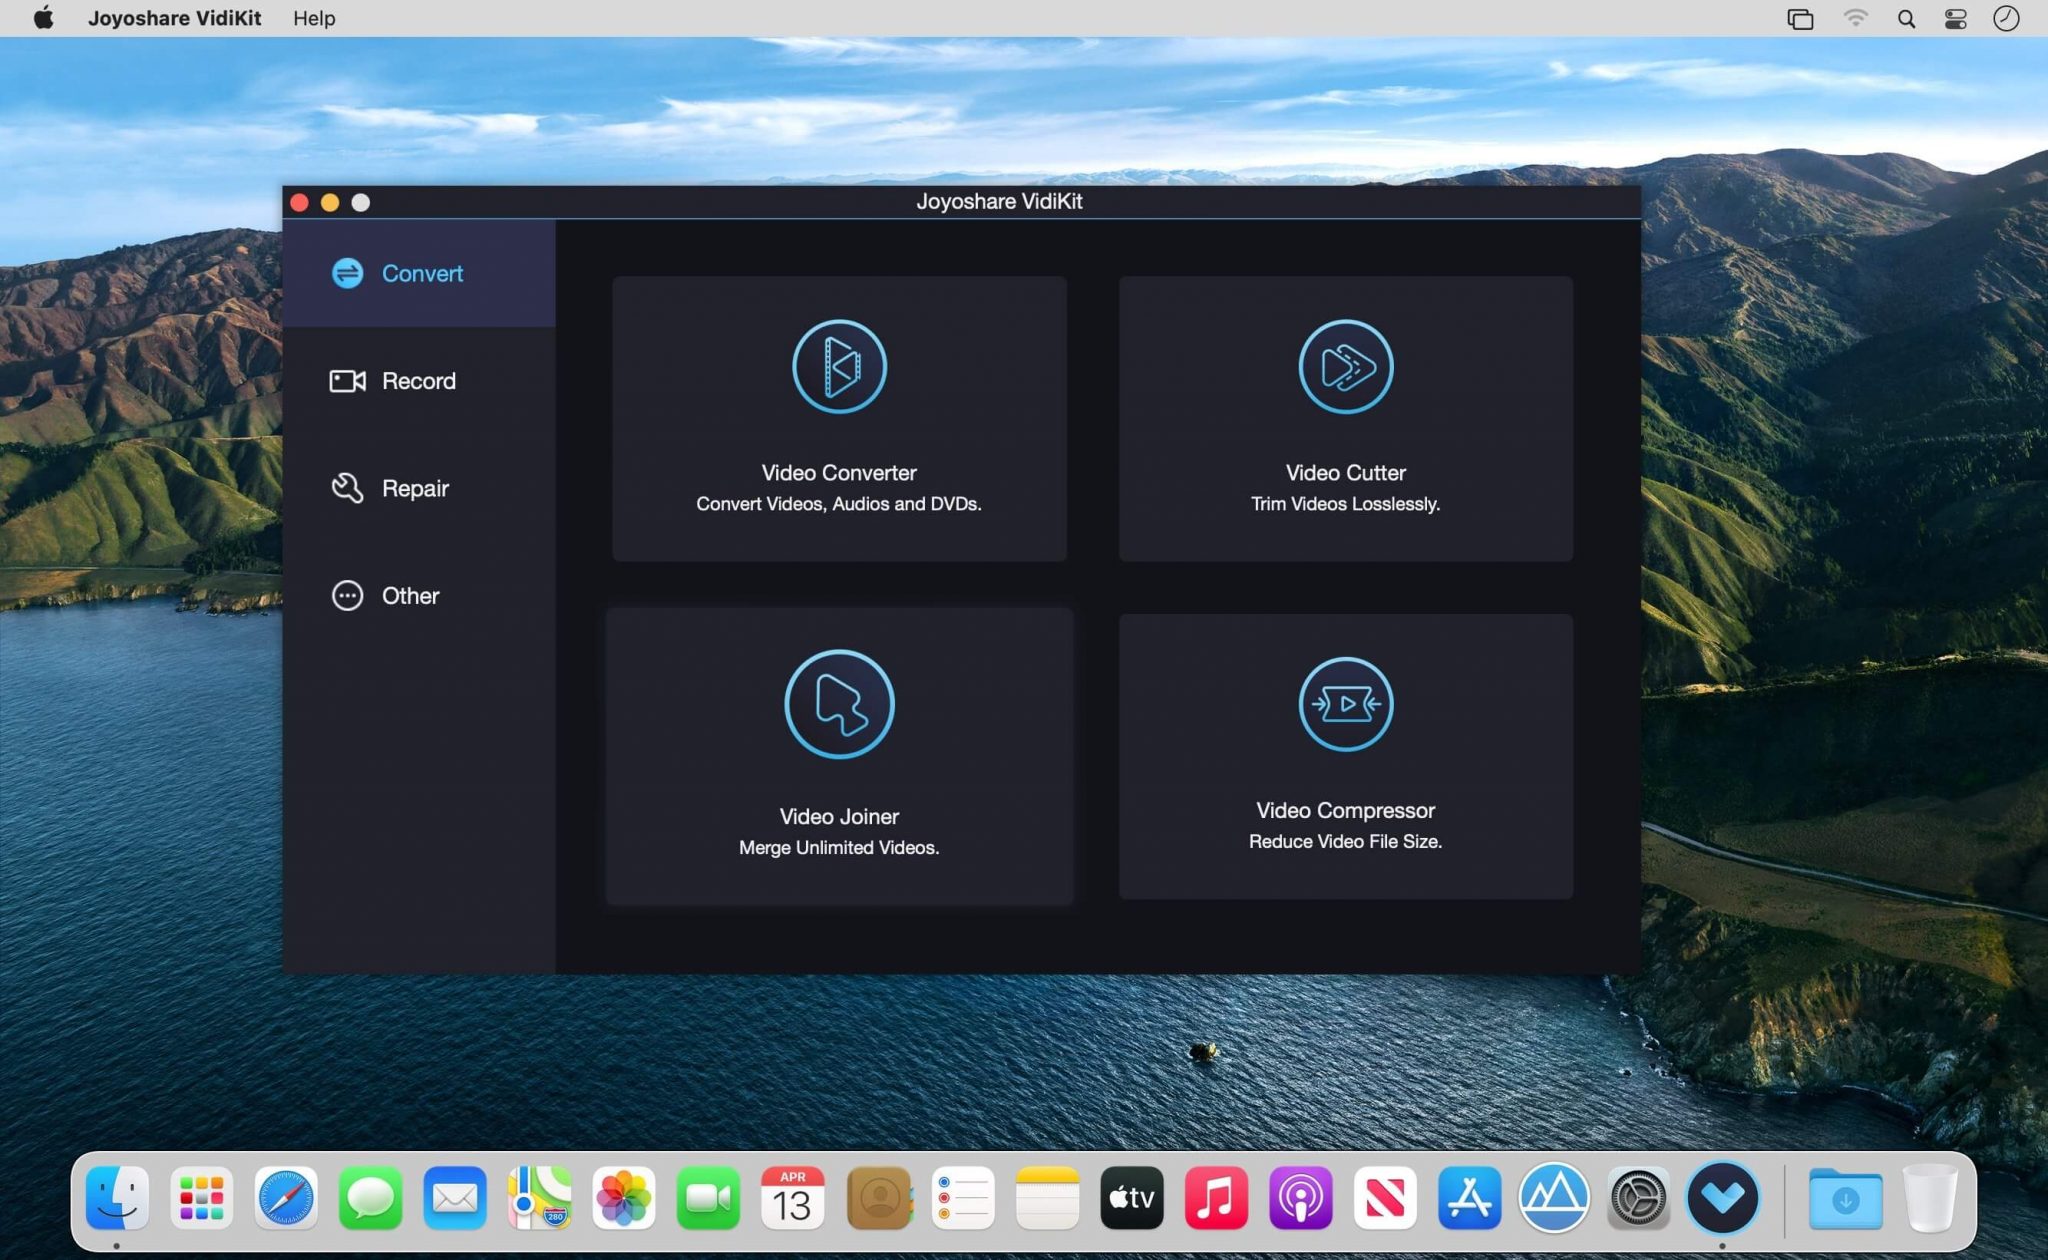 Joyoshare VidiKit Help
Joyoshare VidiKit
Convert
Record
Repair
Other
Video Converter
Convert Videos, Audios and DVDs.
Video Cutter
Trim Videos Losslessly.
Video Joiner
Merge Unlimited Videos.
Video Compressor
Reduce Video File Size.
280
APR
13
tv